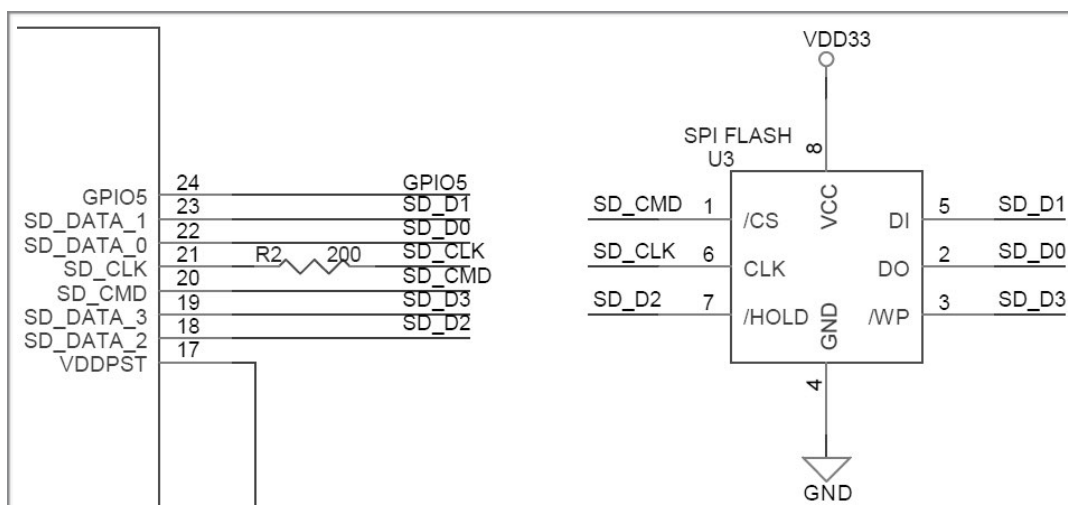 VDD33
SPI FLASH
U3
8
GPIO5 24 GPIO5
SD_DATA_1 23 SD_D1
SD_DATA_0 22 SD_D0
SD_CLK 21 R2 200 SD_CLK
SD_CMD 20 SD_CMD
SD_DATA_3 19 SD_D3
SD_DATA_2 18 SD_D2
VDDPST 17
VCC
SD_CMD 1 /CS DI 5 SD_D1
SD_CLK 6 CLK DO 2 SD_D0
SD_D2 7 /HOLD /WP 3 SD_D3
GND
4
GND